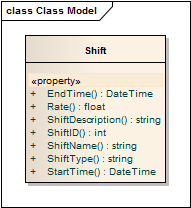 class Class Model
Shift
«property»
+ EndTime() : DateTime
+ Rate() : float
+ ShiftDescription() : string
+ ShiftID() : int
+ ShiftName() : string
+ ShiftType() : string
+ StartTime() : DateTime